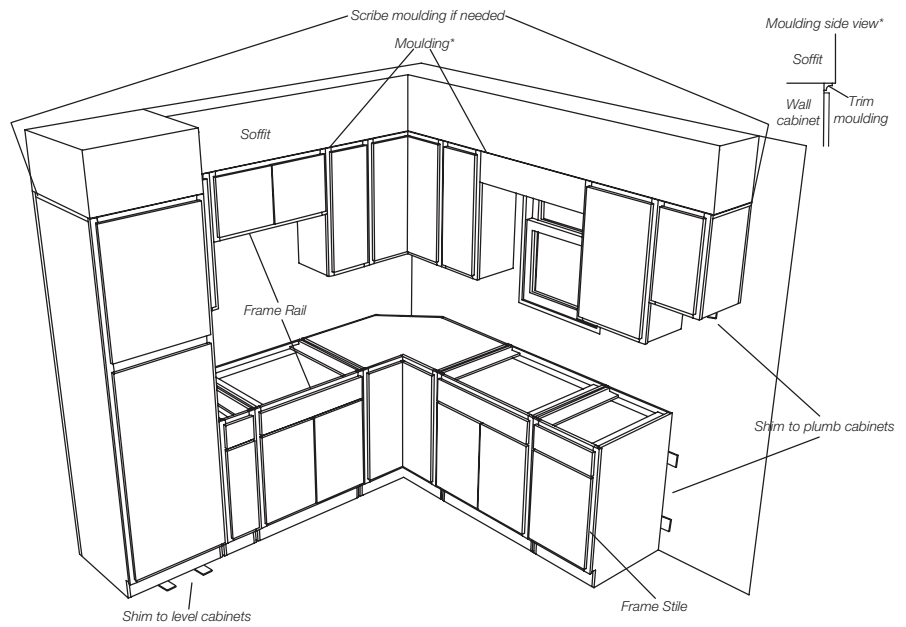 Scribe moulding if needed
Moulding side view*
Moulding*
Soffit
Wall
cabinet
Trim
moulding
Soffit
Frame Rail
Shim to plumb cabinets
Frame Stile
Shim to level cabinets